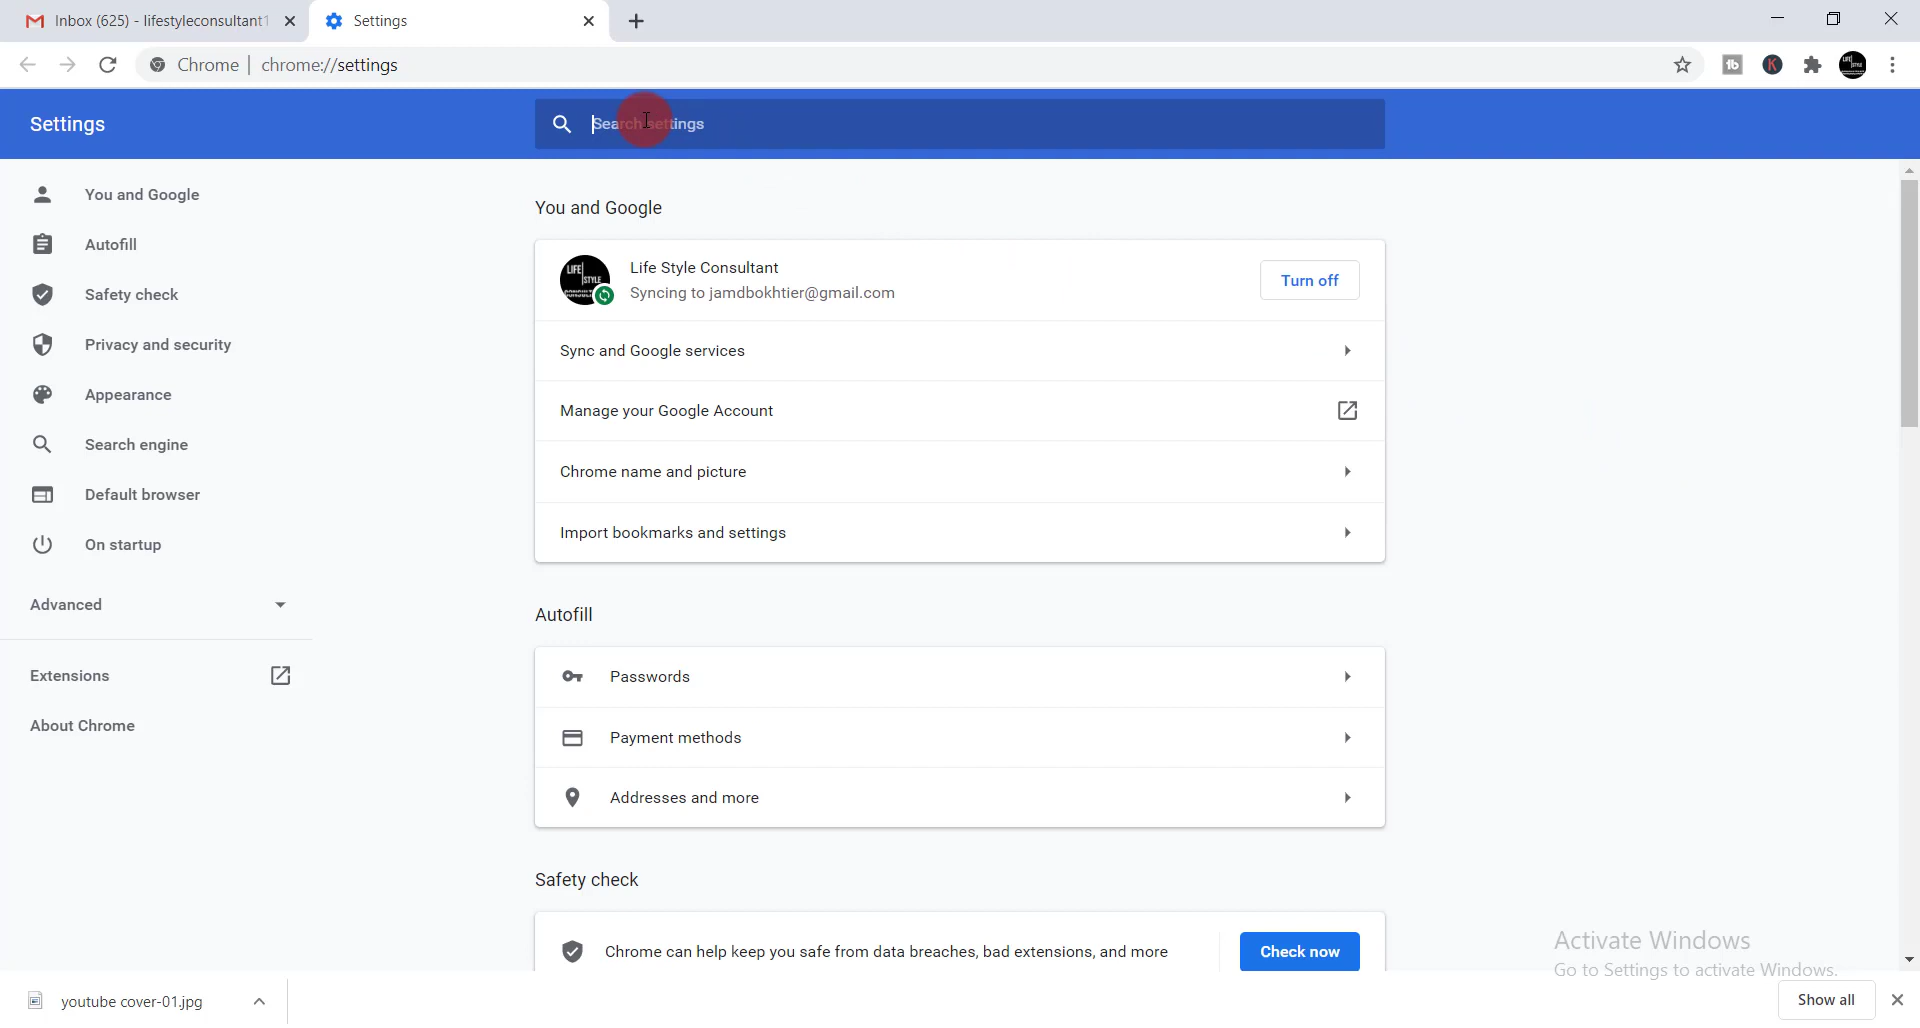 Inbox (625) - lifestyleconsultant1
Settings
Chrome | chrome://settings
Settings
Search settings
You and Google
Autofill
Safety check
Privacy and security
Appearance
Search engine
Default browser
On startup
Advanced
Extensions
About Chrome
You and Google
LIFE STYLE
Life Style Consultant
Syncing to jamdbokhtier@gmail.com
Turn off
Sync and Google services
Manage your Google Account
Chrome name and picture
Import bookmarks and settings
Autofill
Passwords
Payment methods
Addresses and more
Safety check
Chrome can help keep you safe from data breaches, bad extensions, and more
Check now
Activate Windows
Go to Settings to activate Windows.
youtube cover-01.jpg
Show all